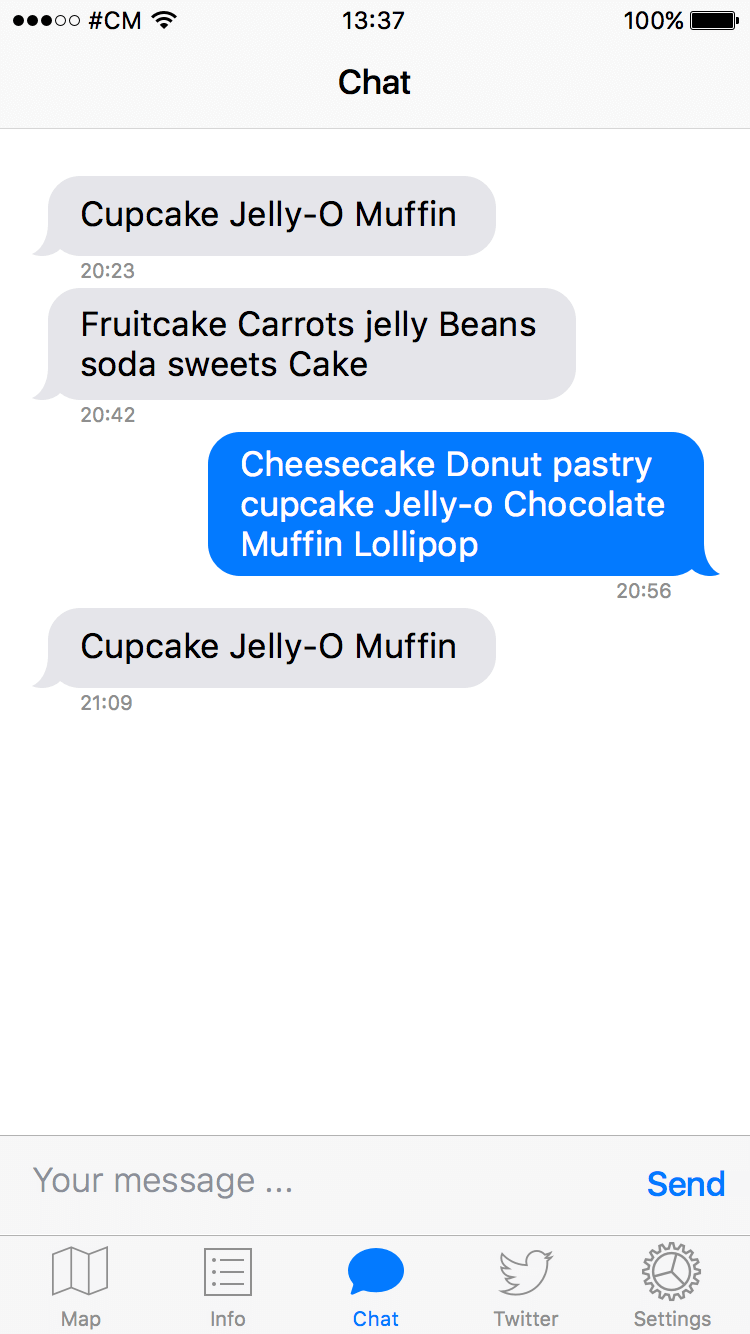 #CM 13:37 100%
Chat
Cupcake Jelly-O Muffin
20:23
Fruitcake Carrots jelly Beans
soda sweets Cake
20:42
Cheesecake Donut pastry
cupcake Jelly-o Chocolate
Muffin Lollipop
20:56
Cupcake Jelly-O Muffin
21:09
Your message ... Send
Map Info Chat Twitter Settings